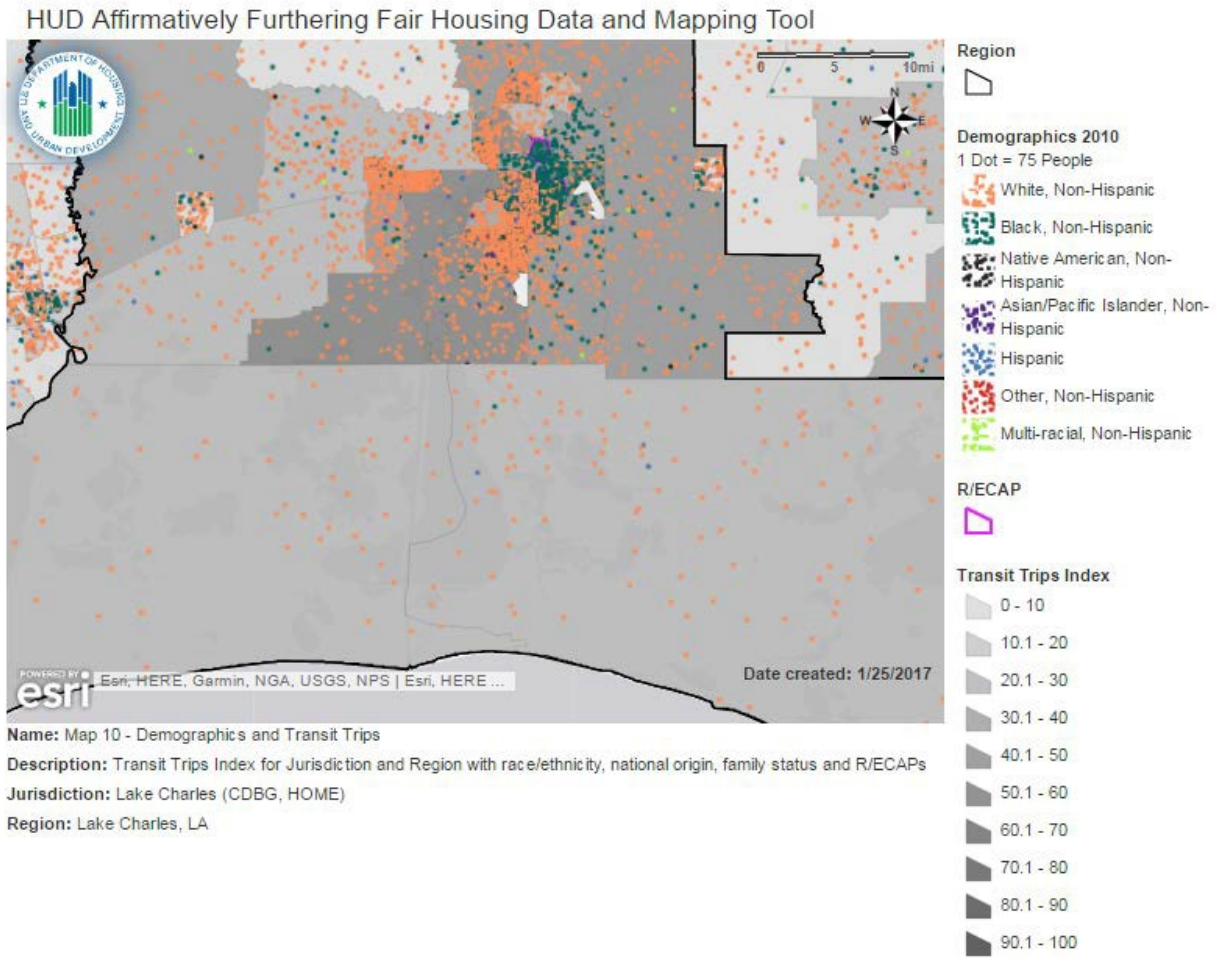 HUD Affirmatively Furthering Fair Housing Data and Mapping Tool
U.S. DEPARTMENT OF HOUSING
AND URBAN DEVELOPMENT
0 5 10mi
N
W E
S
POWERED BY
esri
Esri, HERE, Garmin, NGA, USGS, NPS | Esri, HERE ...
Date created: 1/25/2017
Region
Demographics 2010
1 Dot = 75 People
White, Non-Hispanic
Black, Non-Hispanic
Native American, Non-
Hispanic
Asian/Pacific Islander, Non-
Hispanic
Hispanic
Other, Non-Hispanic
Multi-racial, Non-Hispanic
R/ECAP
Transit Trips Index
0 - 10
10.1 - 20
20.1 - 30
30.1 - 40
40.1 - 50
50.1 - 60
60.1 - 70
70.1 - 80
80.1 - 90
90.1 - 100
Name: Map 10 - Demographics and Transit Trips
Description: Transit Trips Index for Jurisdiction and Region with race/ethnicity, national origin, family status and R/ECAPs
Jurisdiction: Lake Charles (CDBG, HOME)
Region: Lake Charles, LA